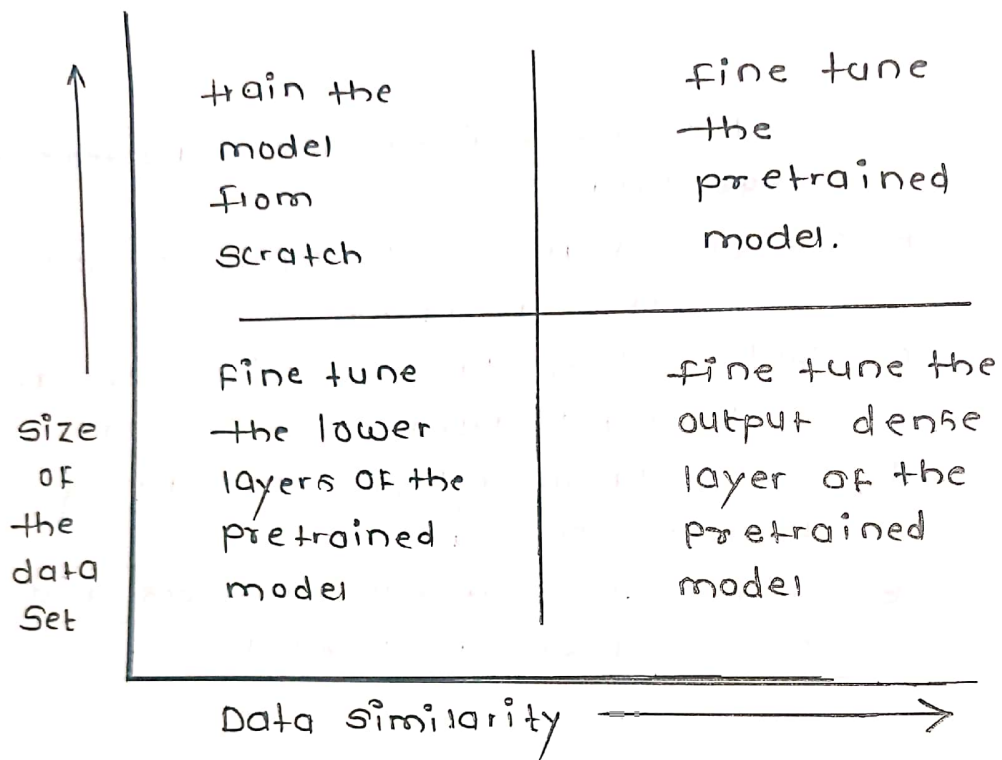 train the
model
from
scratch
fine tune
the
pretrained
model.
Size
of
the
data
Set
fine tune
the lower
layers of the
pretrained
model
fine tune the
output dense
layer of the
pretrained
model
Data similarity